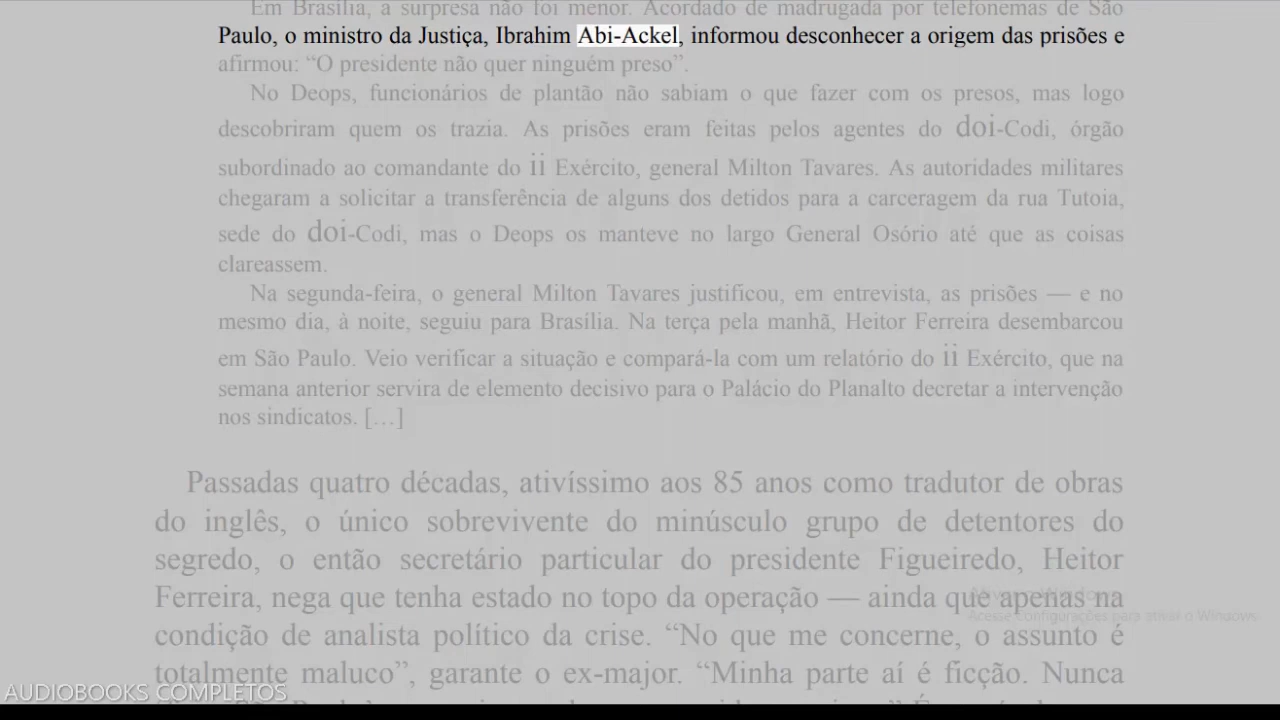 Em Brasília, a surpresa não foi menor. Acordado de madrugada por telefonemas de São
Paulo, o ministro da Justiça, Ibrahim Abi-Ackel, informou desconhecer a origem das prisões e
afirmou: “O presidente não quer ninguém preso”.
No Deops, funcionários de plantão não sabiam o que fazer com os presos, mas logo
descobriram quem os trazia. As prisões eram feitas pelos agentes do doi-Codi, órgão
subordinado ao comandante do ii Exército, general Milton Tavares. As autoridades militares
chegaram a solicitar a transferência de alguns dos detidos para a carceragem da rua Tutoia,
sede do doi-Codi, mas o Deops os manteve no largo General Osório até que as coisas
clareassem.
Na segunda-feira, o general Milton Tavares justificou, em entrevista, as prisões — e no
mesmo dia, à noite, seguiu para Brasília. Na terça pela manhã, Heitor Ferreira desembarcou
em São Paulo. Veio verificar a situação e compará-la com um relatório do ii Exército, que na
semana anterior servira de elemento decisivo para o Palácio do Planalto decretar a intervenção
nos sindicatos. […]
Passadas quatro décadas, ativíssimo aos 85 anos como tradutor de obras
do inglês, o único sobrevivente do minúsculo grupo de detentores do
segredo, o então secretário particular do presidente Figueiredo, Heitor
Ferreira, nega que tenha estado no topo da operação — ainda que apenas na
condição de analista político da crise. “No que me concerne, o assunto é
totalmente maluco”, garante o ex-major. “Minha parte aí é ficção. Nunca
Ativar o Windows
Acesse Configurações para ativar o Windows.
AUDIOBOOKS COMPLETOS